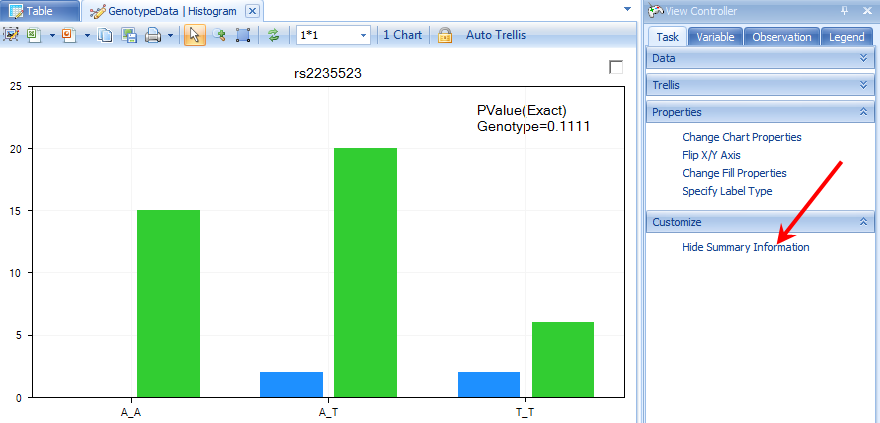 Table
GenotypeData | Histogram
1*1
1 Chart
Auto Trellis
rs2235523
PValue(Exact)
Genotype=0.1111
25
20
15
10
5
0
A_A
A_T
T_T
View Controller
Task
Variable
Observation
Legend
Data
Trellis
Properties
Change Chart Properties
Flip X/Y Axis
Change Fill Properties
Specify Label Type
Customize
Hide Summary Information